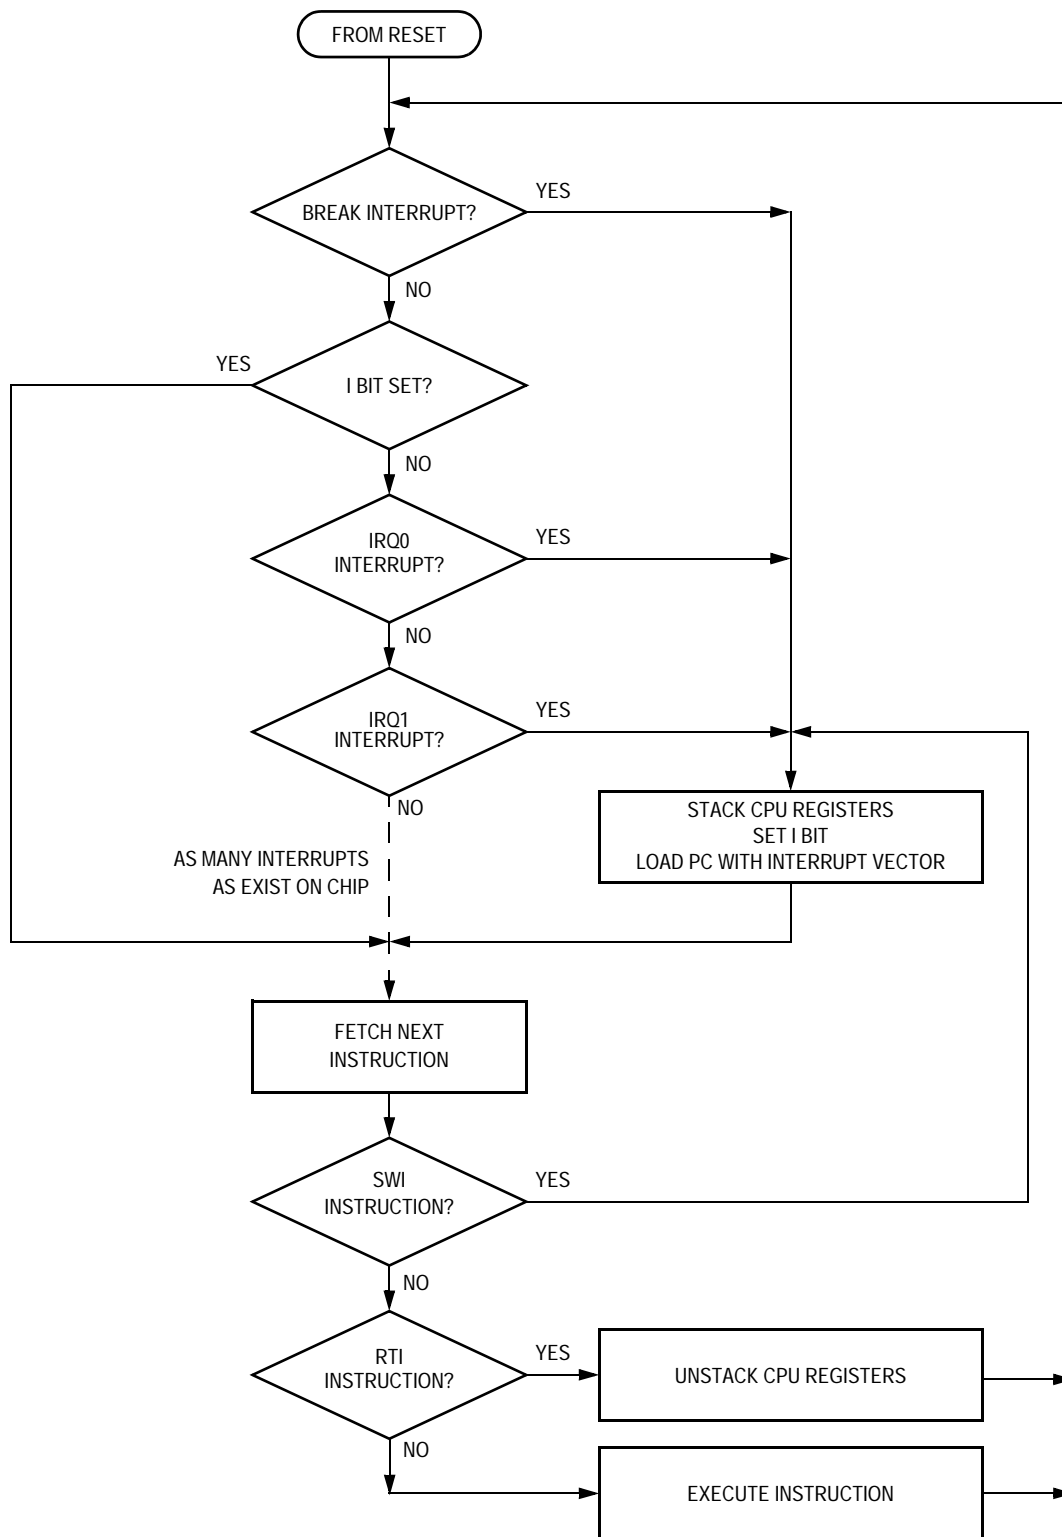 FROM RESET
BREAK INTERRUPT?
YES
NO
YES
I BIT SET?
NO
IRQ0
INTERRUPT?
YES
NO
IRQ1
INTERRUPT?
YES
NO
STACK CPU REGISTERS
SET I BIT
LOAD PC WITH INTERRUPT VECTOR
AS MANY INTERRUPTS
AS EXIST ON CHIP
FETCH NEXT
INSTRUCTION
SWI
INSTRUCTION?
YES
NO
RTI
INSTRUCTION?
YES
UNSTACK CPU REGISTERS
NO
EXECUTE INSTRUCTION